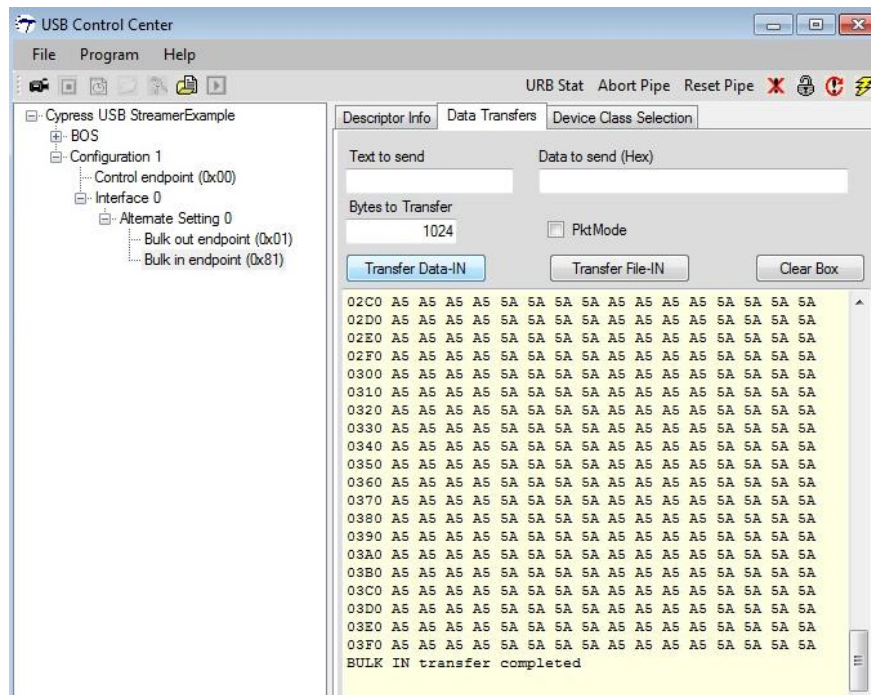 USB Control Center
File Program Help
URB Stat Abort Pipe Reset Pipe
Cypress USB StreamerExample
BOS
Configuration 1
Control endpoint (0x00)
Interface 0
Alternate Setting 0
Bulk out endpoint (0x01)
Bulk in endpoint (0x81)
Descriptor Info Data Transfers Device Class Selection
Text to send Data to send (Hex)
Bytes to Transfer
1024 PktMode
Transfer Data-IN Transfer File-IN Clear Box
02C0 A5 A5 A5 A5 5A 5A 5A 5A A5 A5 A5 A5 5A 5A 5A 5A
02D0 A5 A5 A5 A5 5A 5A 5A 5A A5 A5 A5 A5 5A 5A 5A 5A
02E0 A5 A5 A5 A5 5A 5A 5A 5A A5 A5 A5 A5 5A 5A 5A 5A
02F0 A5 A5 A5 A5 5A 5A 5A 5A A5 A5 A5 A5 5A 5A 5A 5A
0300 A5 A5 A5 A5 5A 5A 5A 5A A5 A5 A5 A5 5A 5A 5A 5A
0310 A5 A5 A5 A5 5A 5A 5A 5A A5 A5 A5 A5 5A 5A 5A 5A
0320 A5 A5 A5 A5 5A 5A 5A 5A A5 A5 A5 A5 5A 5A 5A 5A
0330 A5 A5 A5 A5 5A 5A 5A 5A A5 A5 A5 A5 5A 5A 5A 5A
0340 A5 A5 A5 A5 5A 5A 5A 5A A5 A5 A5 A5 5A 5A 5A 5A
0350 A5 A5 A5 A5 5A 5A 5A 5A A5 A5 A5 A5 5A 5A 5A 5A
0360 A5 A5 A5 A5 5A 5A 5A 5A A5 A5 A5 A5 5A 5A 5A 5A
0370 A5 A5 A5 A5 5A 5A 5A 5A A5 A5 A5 A5 5A 5A 5A 5A
0380 A5 A5 A5 A5 5A 5A 5A 5A A5 A5 A5 A5 5A 5A 5A 5A
0390 A5 A5 A5 A5 5A 5A 5A 5A A5 A5 A5 A5 5A 5A 5A 5A
03A0 A5 A5 A5 A5 5A 5A 5A 5A A5 A5 A5 A5 5A 5A 5A 5A
03B0 A5 A5 A5 A5 5A 5A 5A 5A A5 A5 A5 A5 5A 5A 5A 5A
03C0 A5 A5 A5 A5 5A 5A 5A 5A A5 A5 A5 A5 5A 5A 5A 5A
03D0 A5 A5 A5 A5 5A 5A 5A 5A A5 A5 A5 A5 5A 5A 5A 5A
03E0 A5 A5 A5 A5 5A 5A 5A 5A A5 A5 A5 A5 5A 5A 5A 5A
03F0 A5 A5 A5 A5 5A 5A 5A 5A A5 A5 A5 A5 5A 5A 5A 5A
BULK IN transfer completed